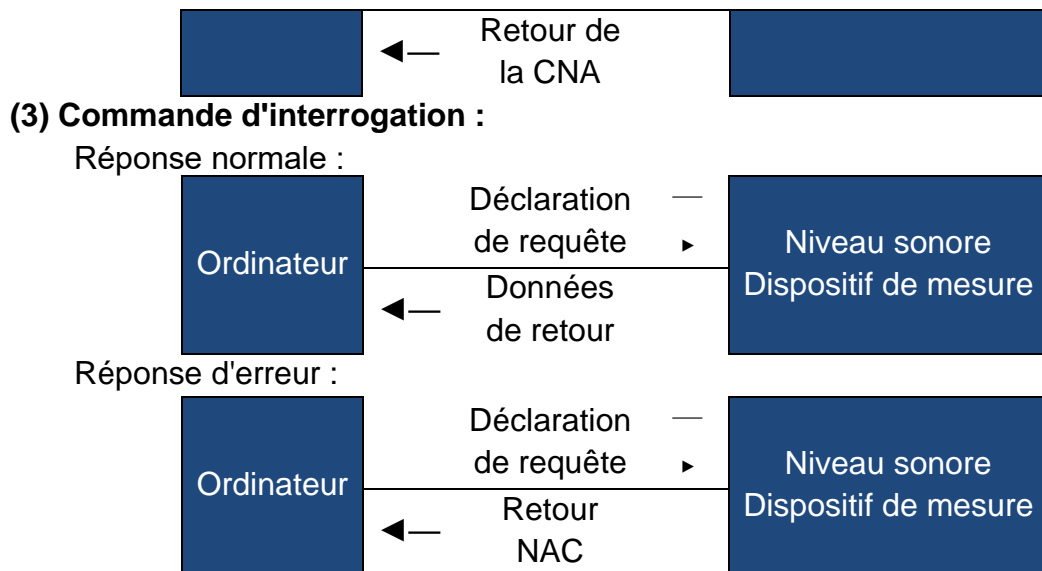 Retour de
la CNA
(3) Commande d'interrogation :
Réponse normale :
Ordinateur
Déclaration
de requête
Données
de retour
Niveau sonore
Dispositif de mesure
Réponse d'erreur :
Ordinateur
Déclaration
de requête
Retour
NAC
Niveau sonore
Dispositif de mesure